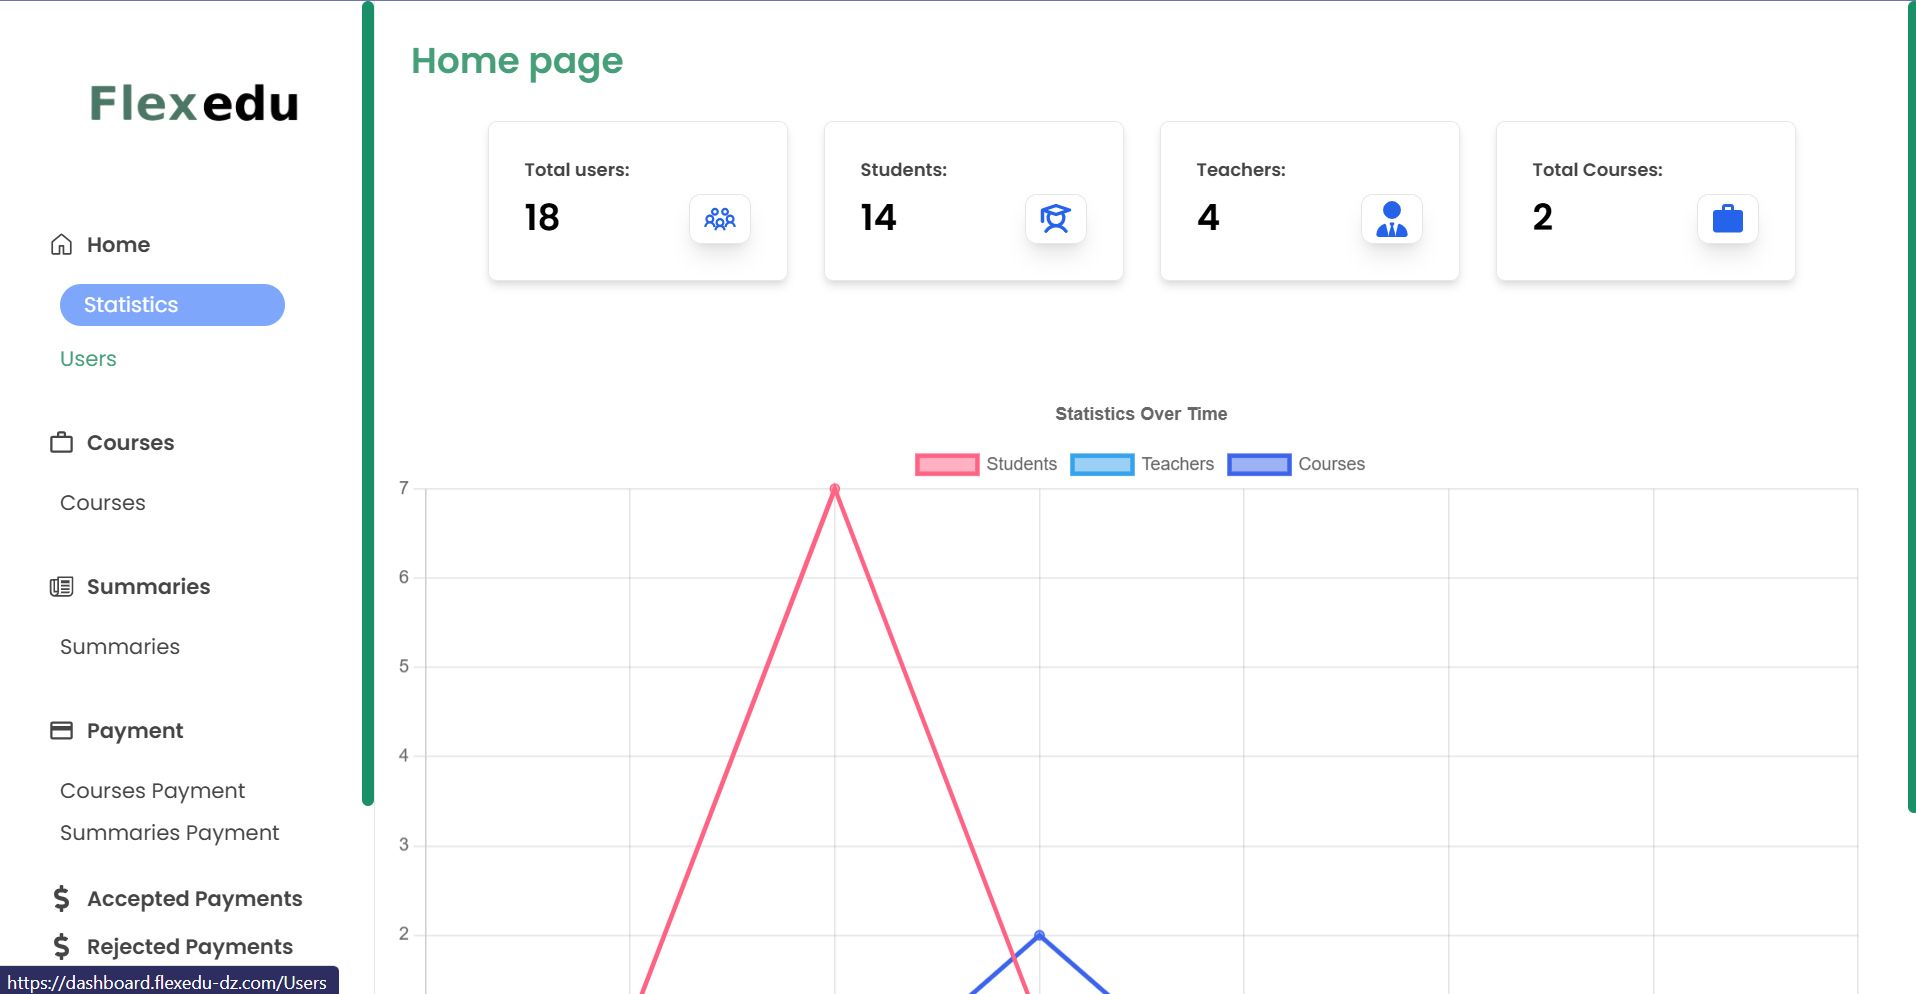 Flexedu
Home
Statistics
Users
Courses
Courses
Summaries
Summaries
Payment
Courses Payment
Summaries Payment
Accepted Payments
Rejected Payments
https://dashboard.flexedu-dz.com/Users
Home page
Total users:
18
Students:
14
Teachers:
4
Total Courses:
2
Statistics Over Time
Students Teachers Courses
7
6
5
4
3
2